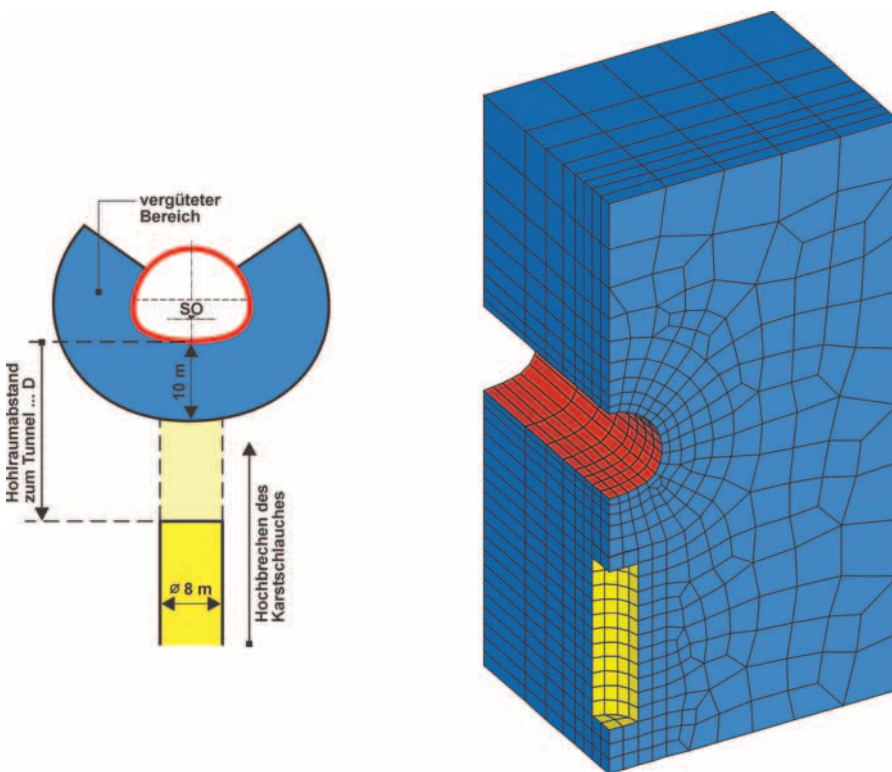 vergüteter
Bereich
SO
10 m
Hohlraumabstand
zum Tunnel ... D
Hochbrechen des
Karstschlauches
⌀ 8 m